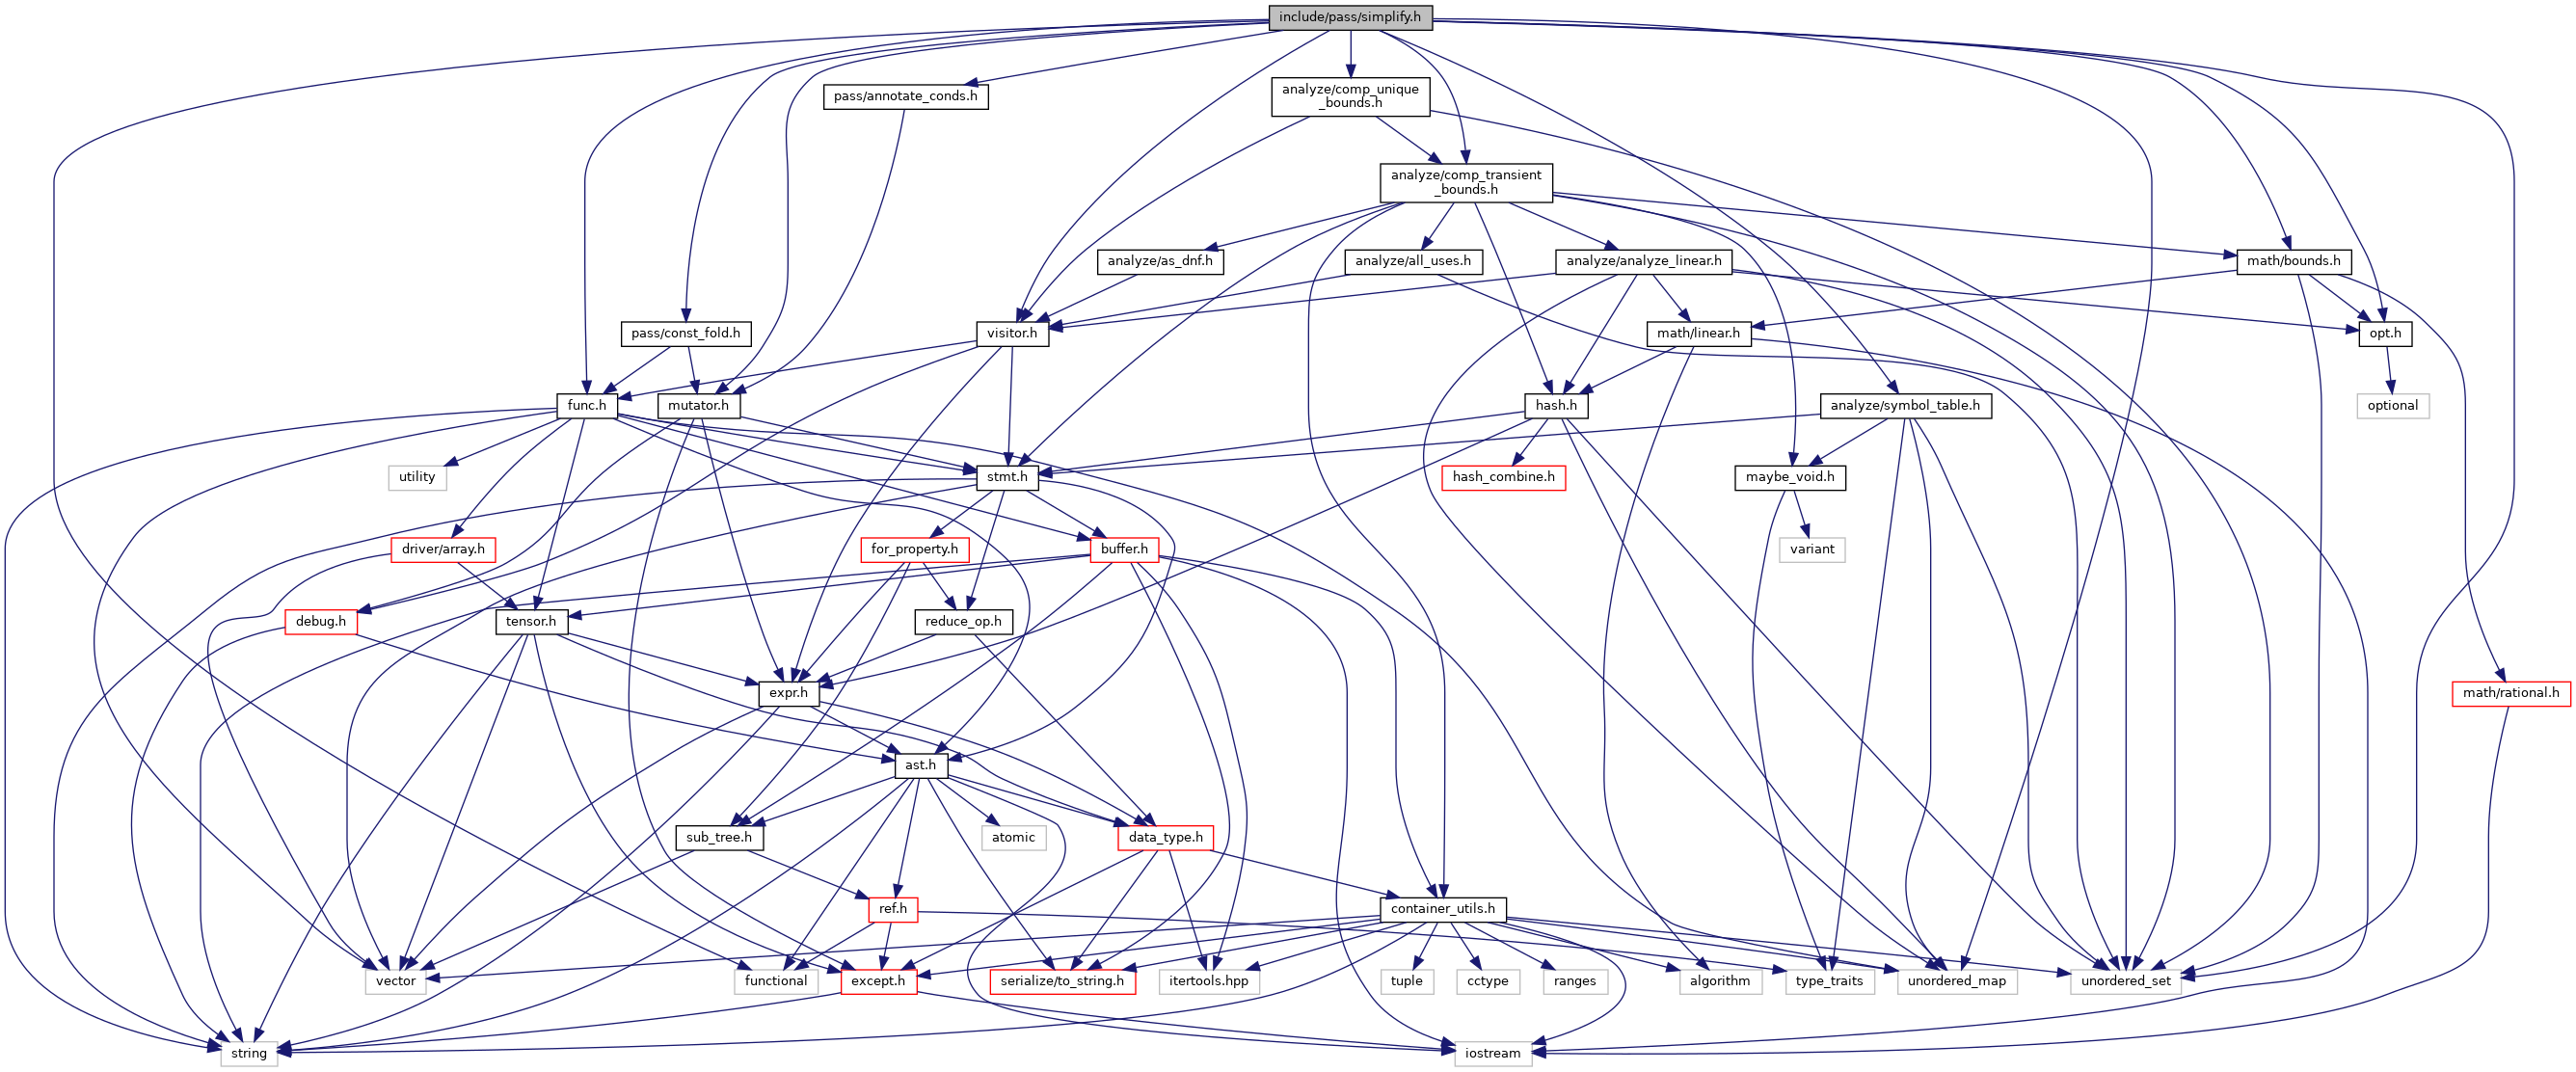 include/pass/simplify.h
pass/annotate_conds.h
analyze/comp_unique
_bounds.h
analyze/comp_transient
_bounds.h
analyze/as_dnf.h
analyze/all_uses.h
analyze/analyze_linear.h
math/bounds.h
pass/const_fold.h
visitor.h
math/linear.h
opt.h
func.h
mutator.h
hash.h
analyze/symbol_table.h
optional
utility
stmt.h
hash_combine.h
maybe_void.h
driver/array.h
for_property.h
buffer.h
variant
debug.h
tensor.h
reduce_op.h
expr.h
math/rational.h
ast.h
sub_tree.h
atomic
data_type.h
ref.h
container_utils.h
vector
functional
except.h
serialize/to_string.h
itertools.hpp
tuple
cctype
ranges
algorithm
type_traits
unordered_map
unordered_set
string
iostream